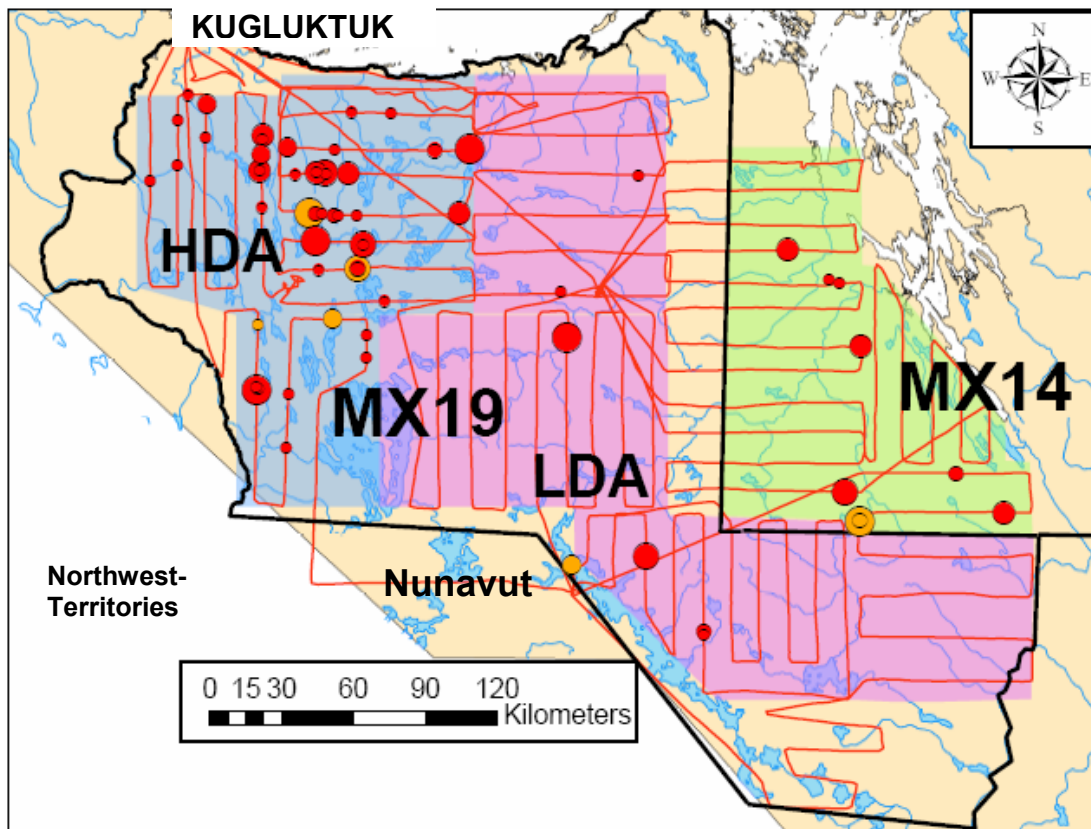 KUGLUKTUK
N
W E
S
HDA
MX19
MX14
LDA
Northwest-
Territories
Nunavut
0 15 30 60 90 120
Kilometers